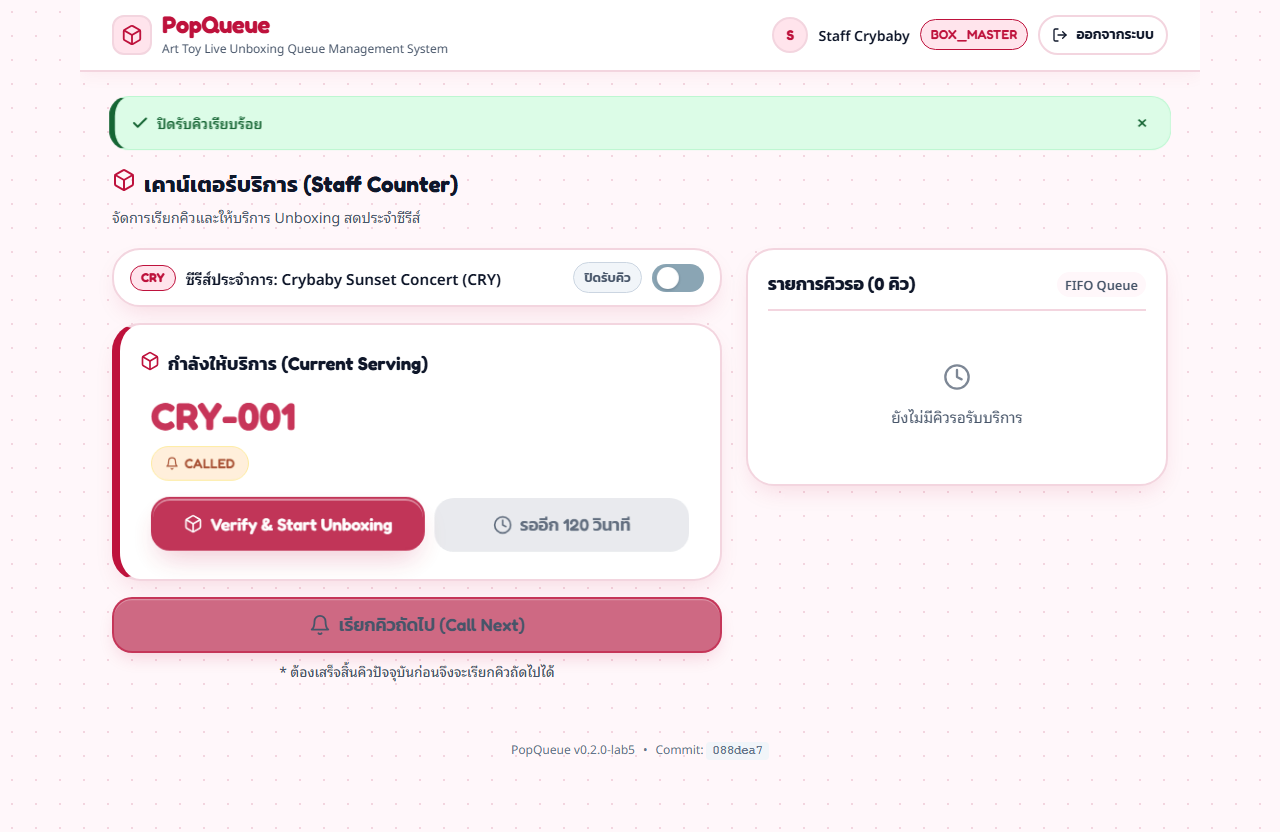 PopQueue
Art Toy Live Unboxing Queue Management System
S
Staff Crybaby
BOX_MASTER
ออกจากระบบ
ปิดรับคิวเรียบร้อย
×
เคาน์เตอร์บริการ (Staff Counter)
จัดการเรียกคิวและให้บริการ Unboxing สดประจำซีรีส์
CRY
ซีรีส์ประจำการ: Crybaby Sunset Concert (CRY)
ปิดรับคิว
กำลังให้บริการ (Current Serving)
CRY-001
CALLED
Verify & Start Unboxing
รออีก 120 วินาที
เรียกคิวถัดไป (Call Next)
* ต้องเสร็จสิ้นคิวปัจจุบันก่อนจึงจะเรียกคิวถัดไปได้
รายการคิวรอ (0 คิว)
FIFO Queue
ยังไม่มีคิวรอรับบริการ
PopQueue v0.2.0-lab5 • Commit: 088dea7